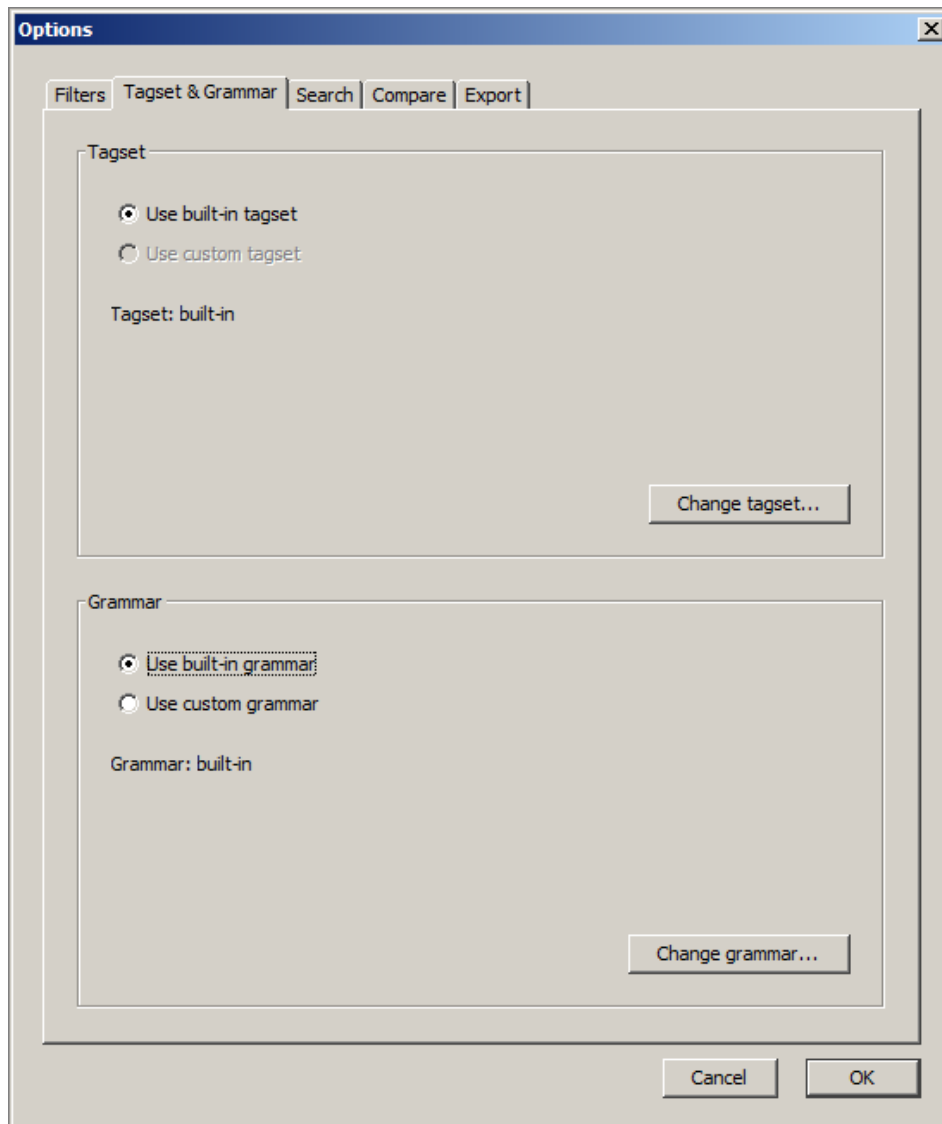 Options
Filters Tagset & Grammar Search Compare Export
Tagset
Use built-in tagset
Use custom tagset
Tagset: built-in
Change tagset...
Grammar
Use built-in grammar
Use custom grammar
Grammar: built-in
Change grammar...
Cancel OK